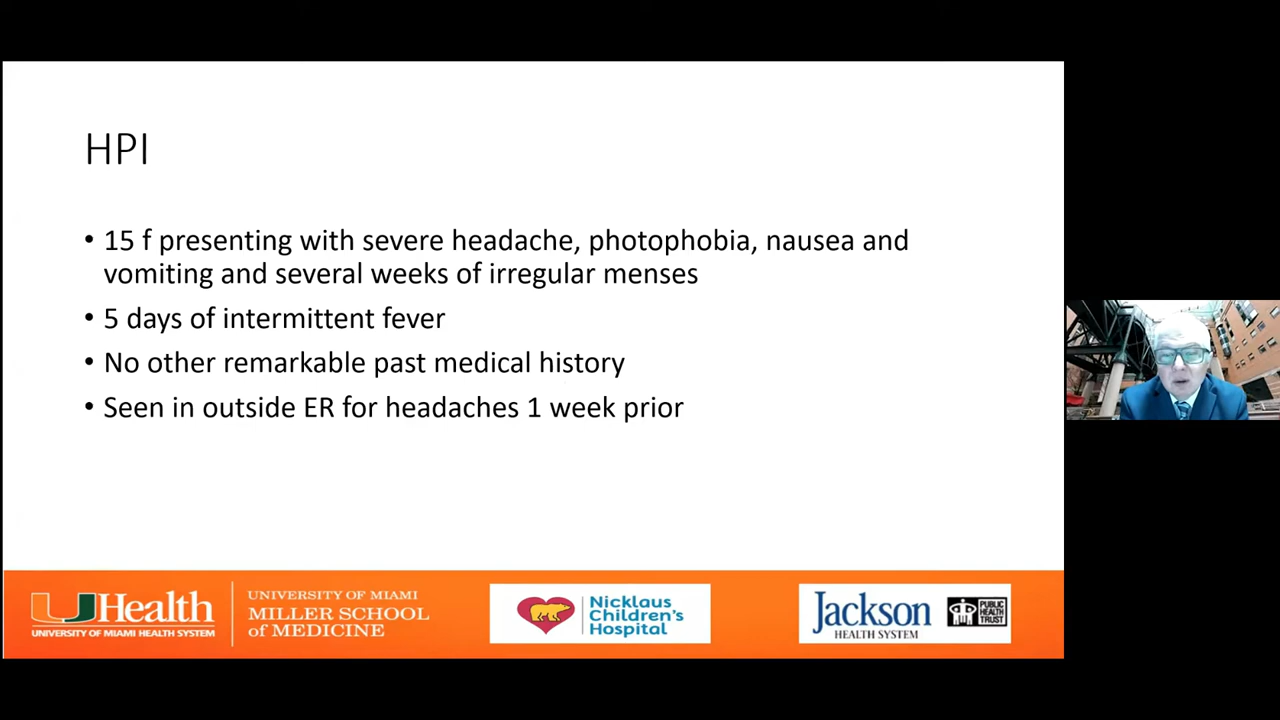 HPI
• 15 f presenting with severe headache, photophobia, nausea and
vomiting and several weeks of irregular menses
• 5 days of intermittent fever
• No other remarkable past medical history
• Seen in outside ER for headaches 1 week prior
UHealth
UNIVERSITY OF MIAMI HEALTH SYSTEM
UNIVERSITY OF MIAMI
MILLER SCHOOL
of MEDICINE
Nicklaus
Children's
Hospital
Jackson
HEALTH SYSTEM
PUBLIC
HEALTH
TRUST